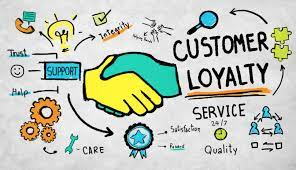 Integrity
CUSTOMER
LOYALTY
Trust
SUPPORT
Help
SERVICE
24/7
Satisfaction
Reward
Quality
CARE